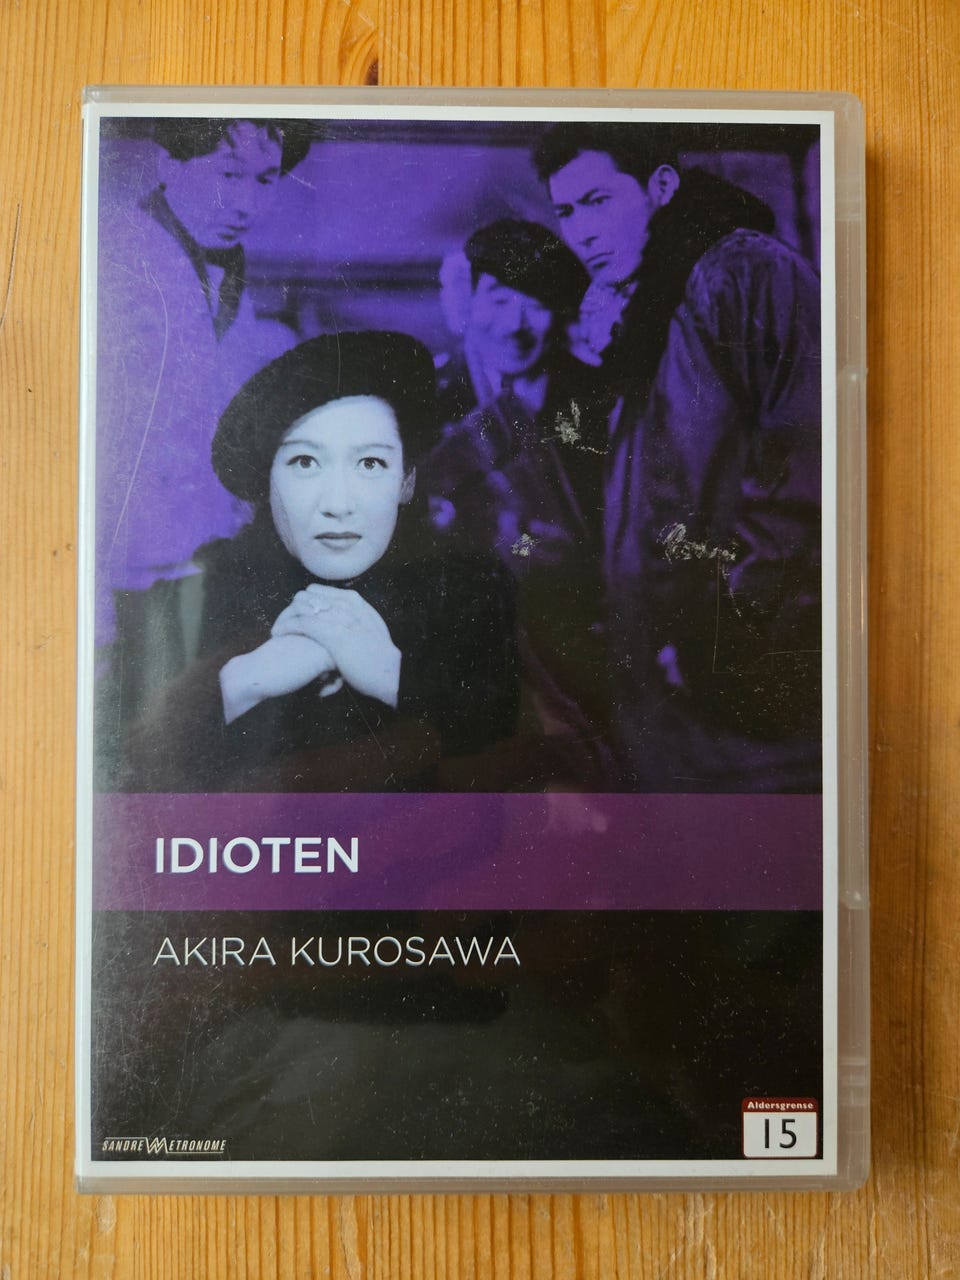 IDIOTEN
AKIRA KUROSAWA
SANDREW METRONOME
Aldersgrense
15